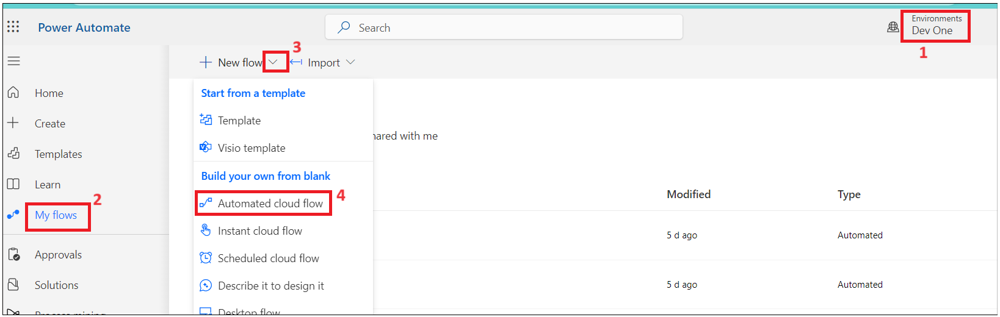 Power Automate
Search
Environments
Dev One
1
3
New flow
Import
Home
Create
Templates
Learn
My flows
2
Approvals
Solutions
Process mining
Start from a template
Template
Visio template
Build your own from blank
Automated cloud flow
4
Instant cloud flow
Scheduled cloud flow
Describe it to design it
Desktop flow
hared with me
Modified Type
5 d ago Automated
5 d ago Automated